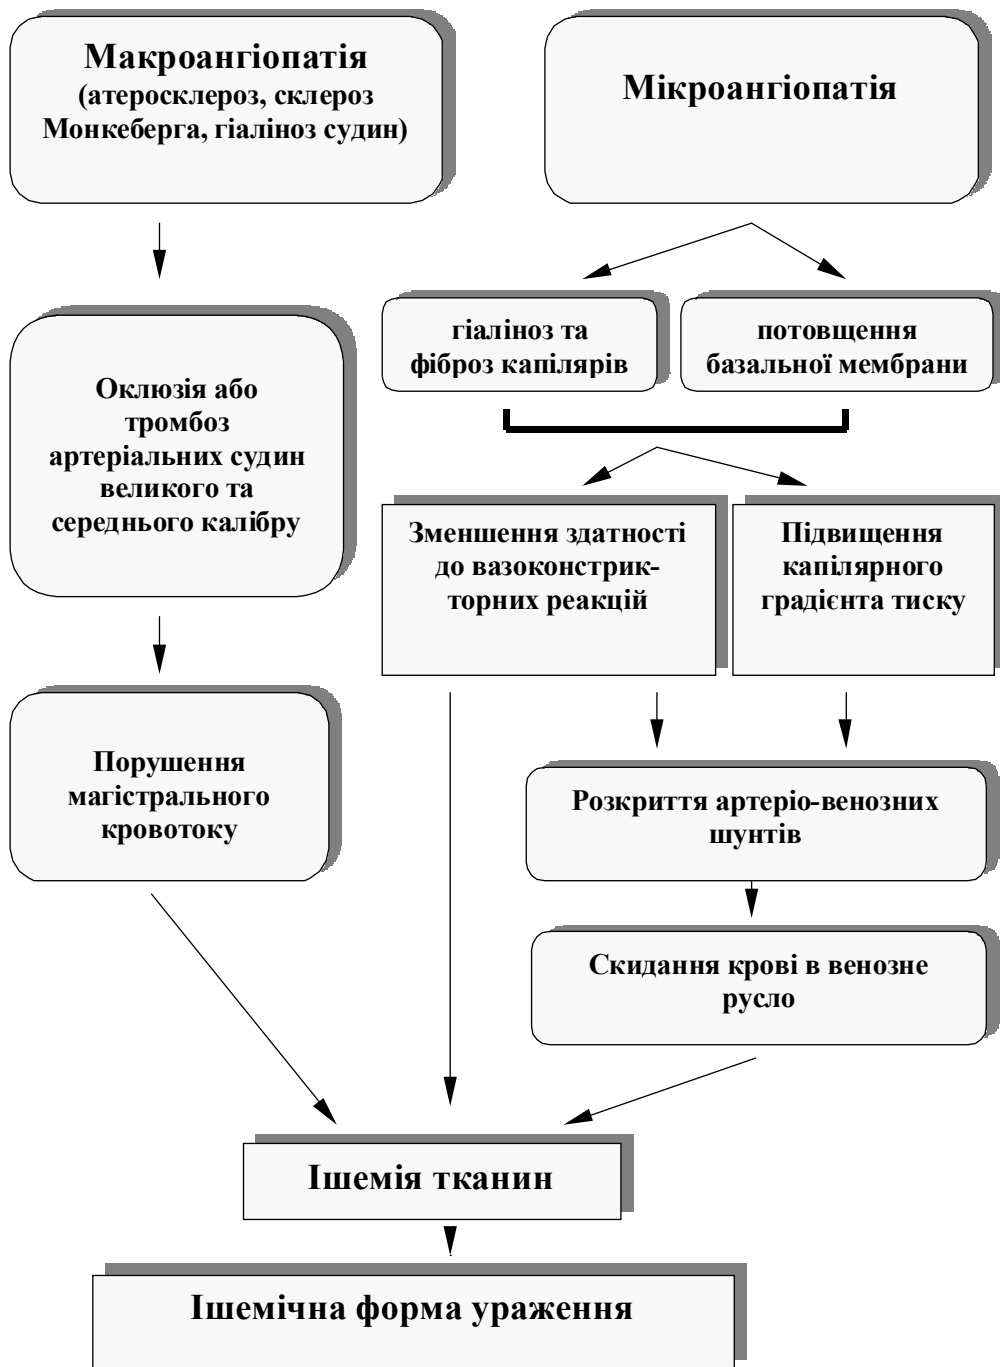 Макроангіопатія
(атеросклероз, склероз
Монкеберга, гіаліноз судин)
Мікроангіопатія
гіаліноз та
фіброз капілярів
потовщення
базальної мембрани
Оклюзія або
тромбоз
артеріальних судин
великого та
середнього калібру
Зменшення здатності
до вазоконстрик-
торних реакцій
Підвищення
капілярного
градієнта тиску
Порушення
магістрального
кровотоку
Розкриття артеріо-венозних
шунтів
Скидання крові в венозне
русло
Ішемія тканин
Ішемічна форма ураження